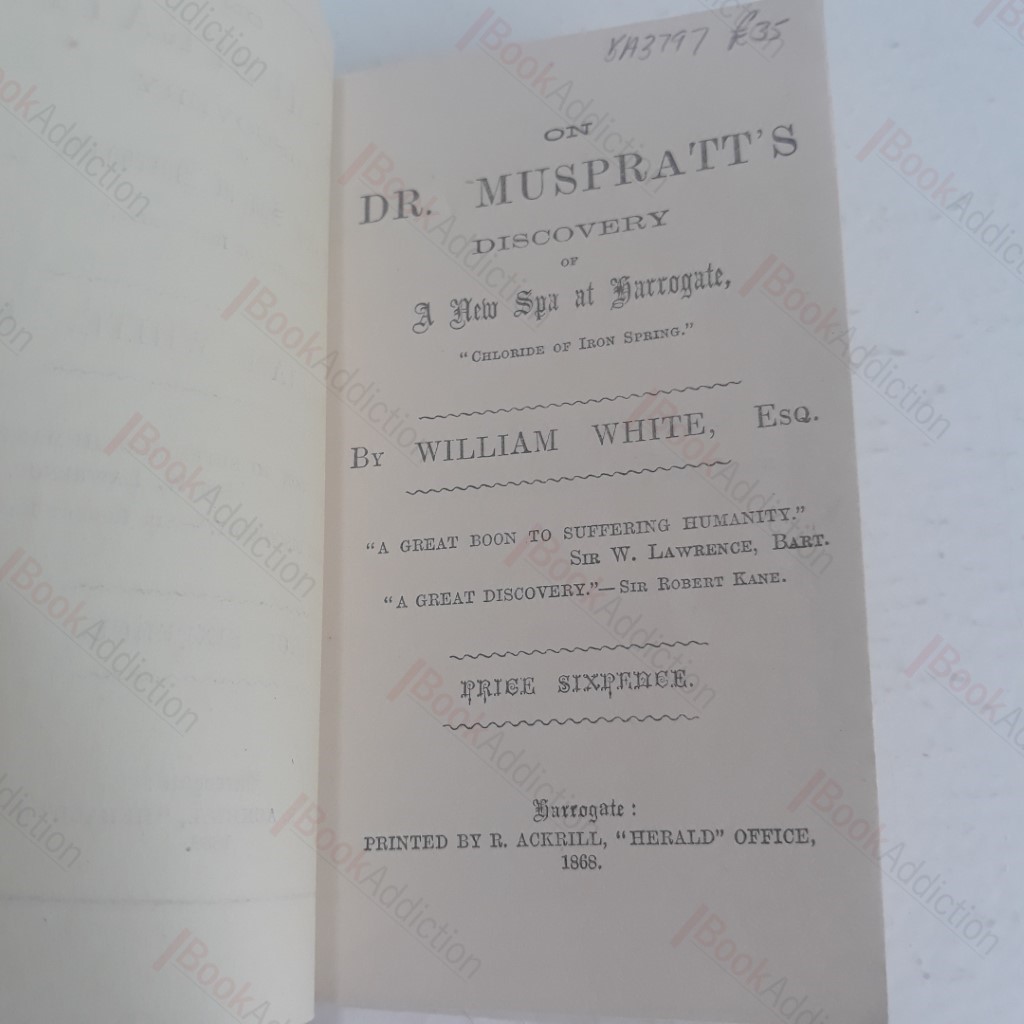 YA3797 £35
ON
DR. MUSPRATT'S
DISCOVERY
OF
A New Spa at Harrogate,
"CHLORIDE OF IRON SPRING."
BY WILLIAM WHITE, ESQ.
"A GREAT BOON TO SUFFERING HUMANITY."
SIR W. LAWRENCE, BART.
"A GREAT DISCOVERY."—SIR ROBERT KANE.
PRICE SIXPENCE.
Harrogate:
PRINTED BY R. ACKRILL, "HERALD" OFFICE,
1868.
BookAddiction